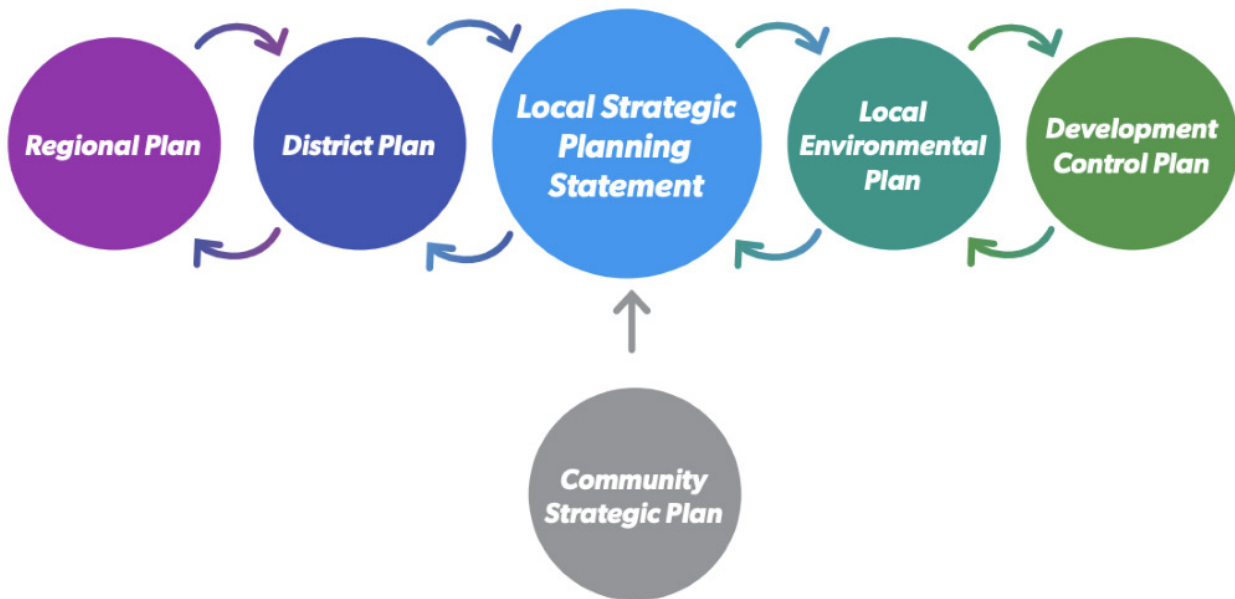 Regional Plan
District Plan
Local Strategic
Planning
Statement
Local
Environmental
Plan
Development
Control Plan
Community
Strategic Plan